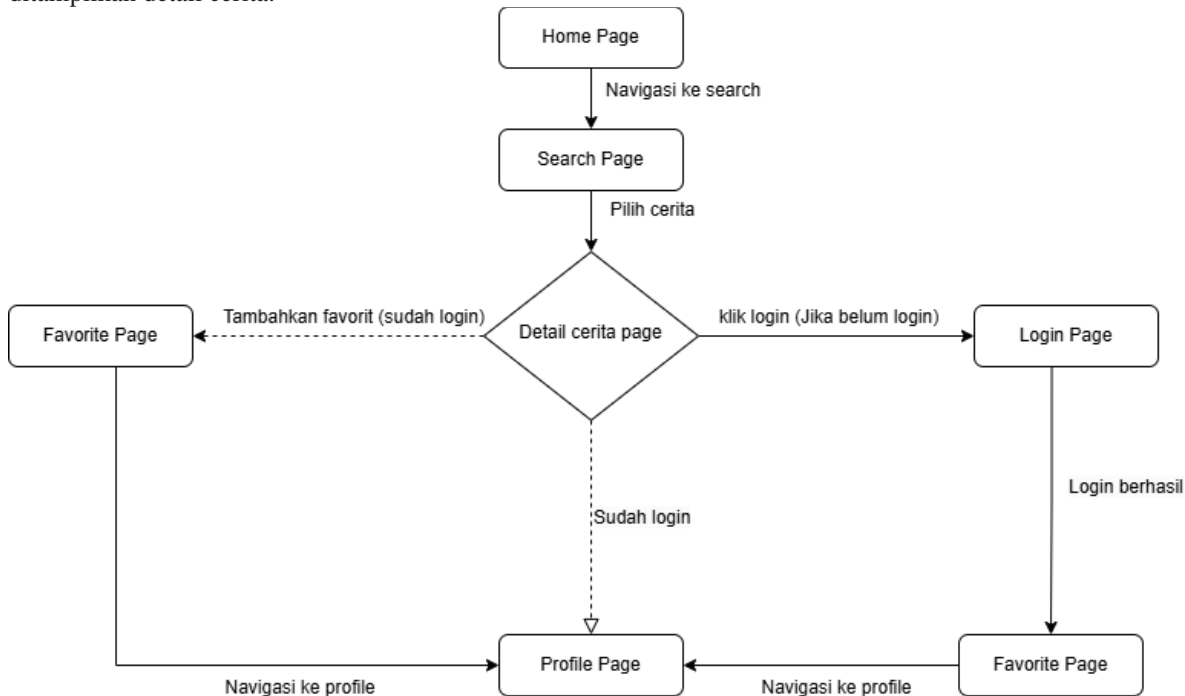 Home Page
Navigasi ke search
Search Page
Pilih cerita
Tambahkan favorit (sudah login)
klik login (Jika belum login)
Favorite Page
Detail cerita page
Login Page
Login berhasil
Sudah login
Profile Page
Favorite Page
Navigasi ke profile
Navigasi ke profile